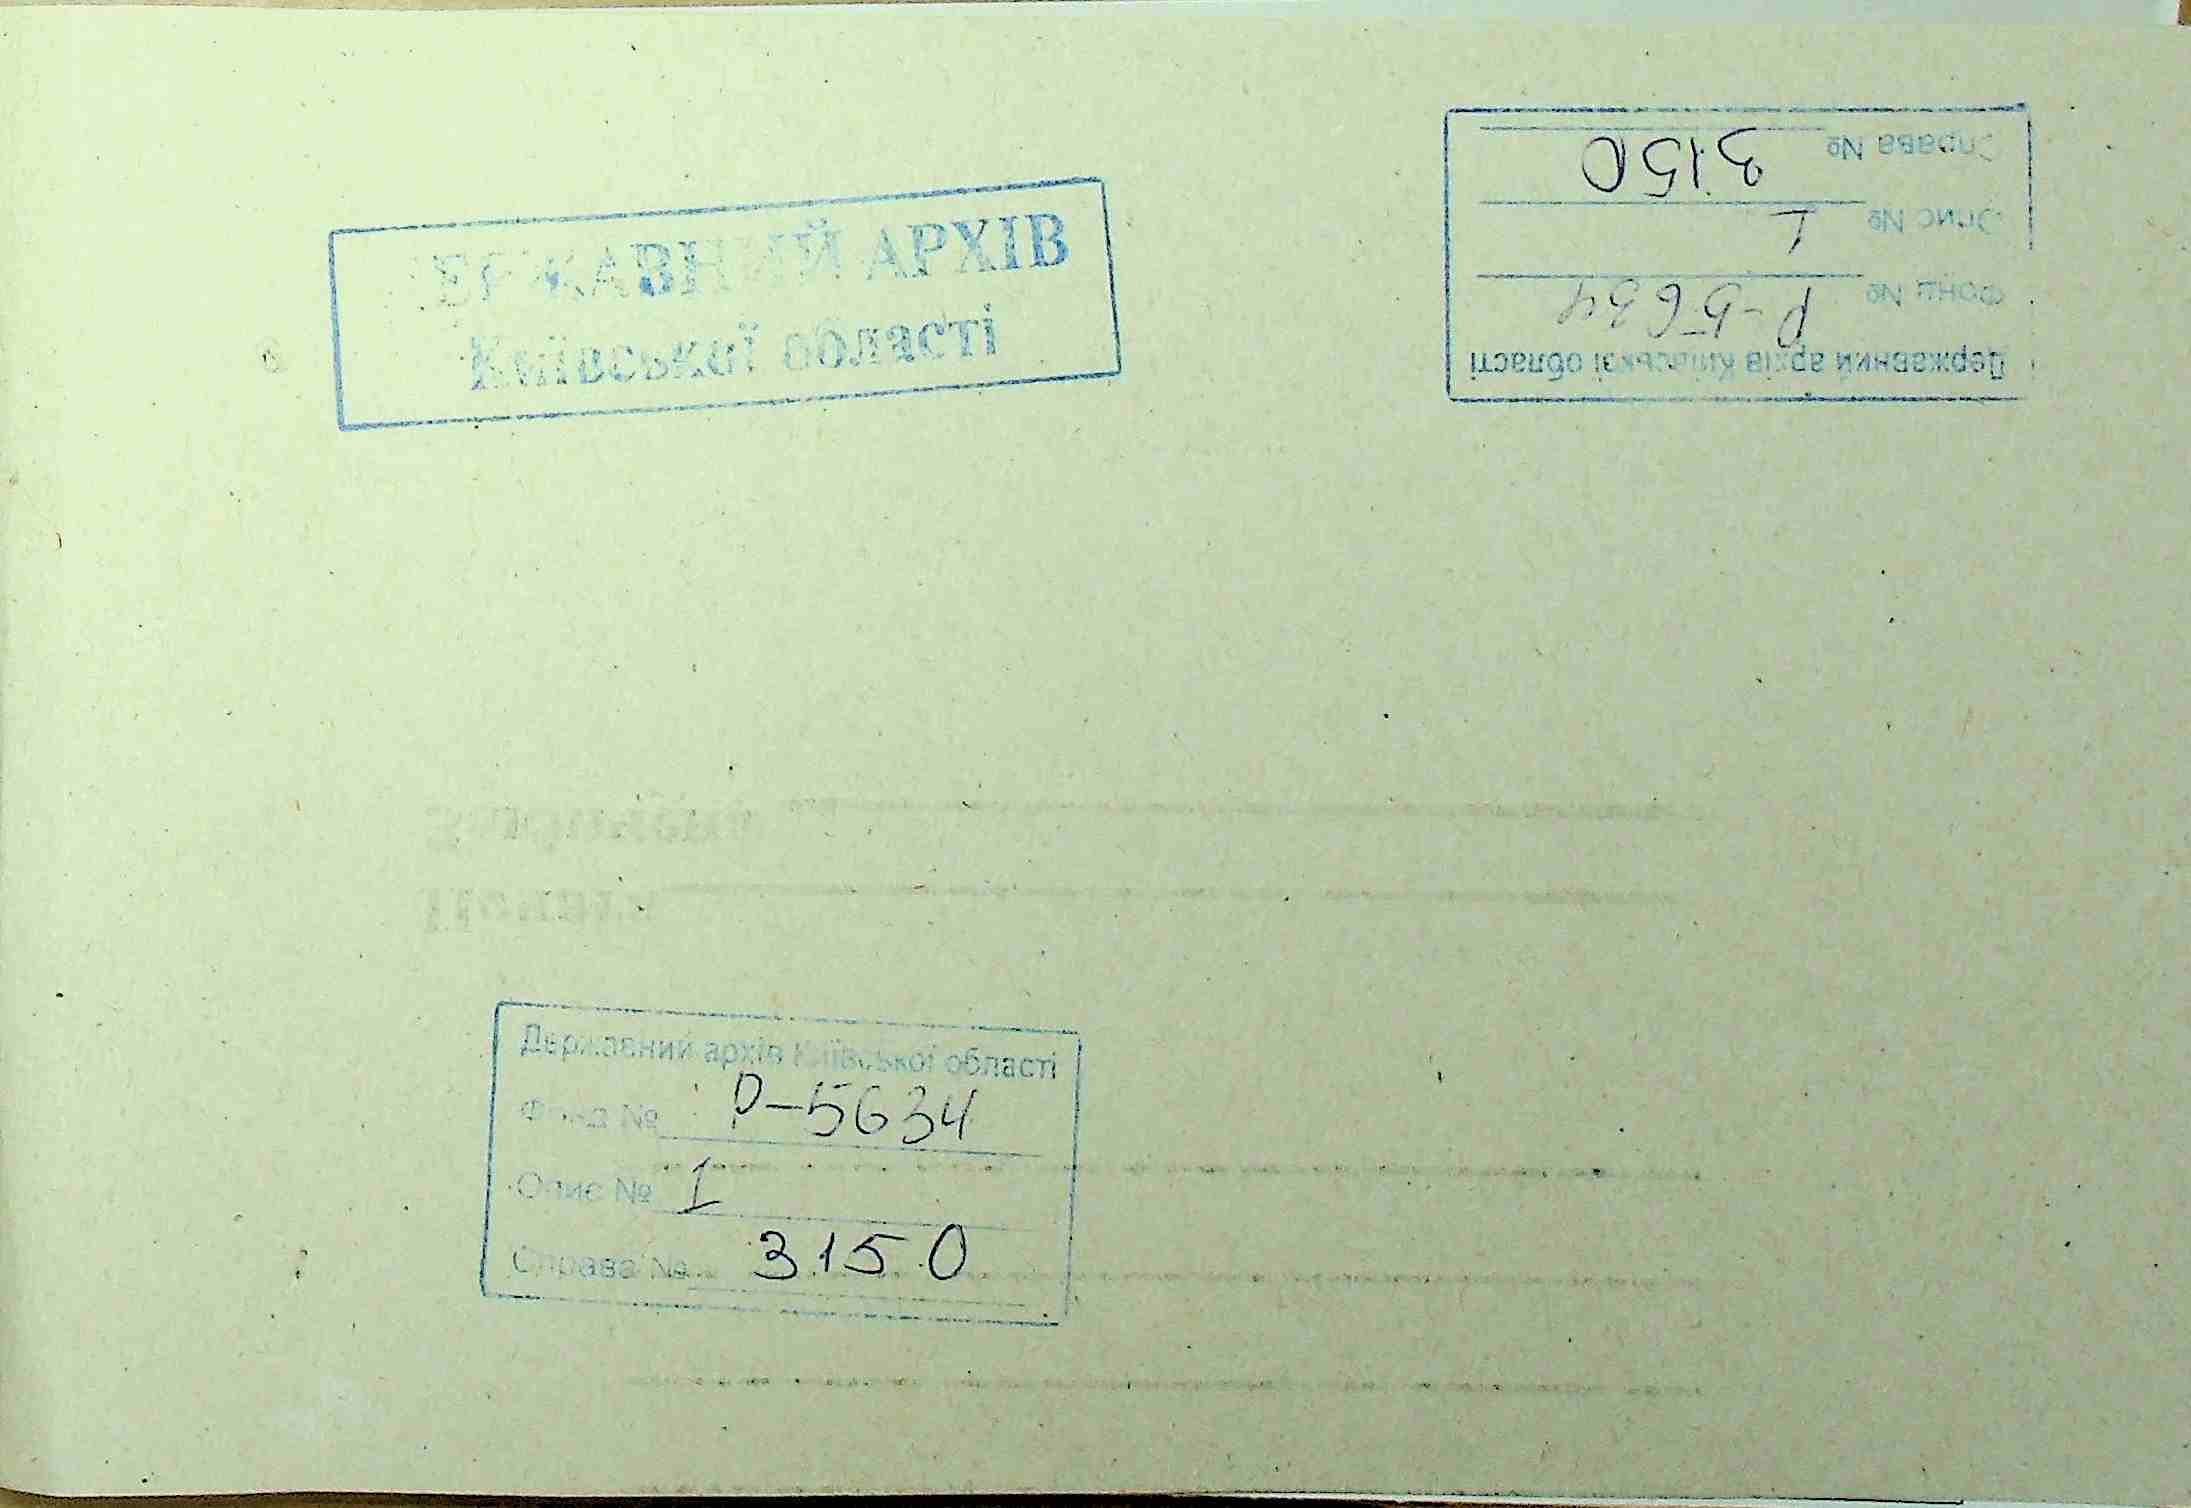 ДЕРЖАВНИЙ АРХІВ
Київської області
Державний архів Київської області
Фонд № Р-5634
Опис № 1
Справа № 3150
Державний архів Київської області
Фонд № Р-5634
Опис № 1
Справа № 3150